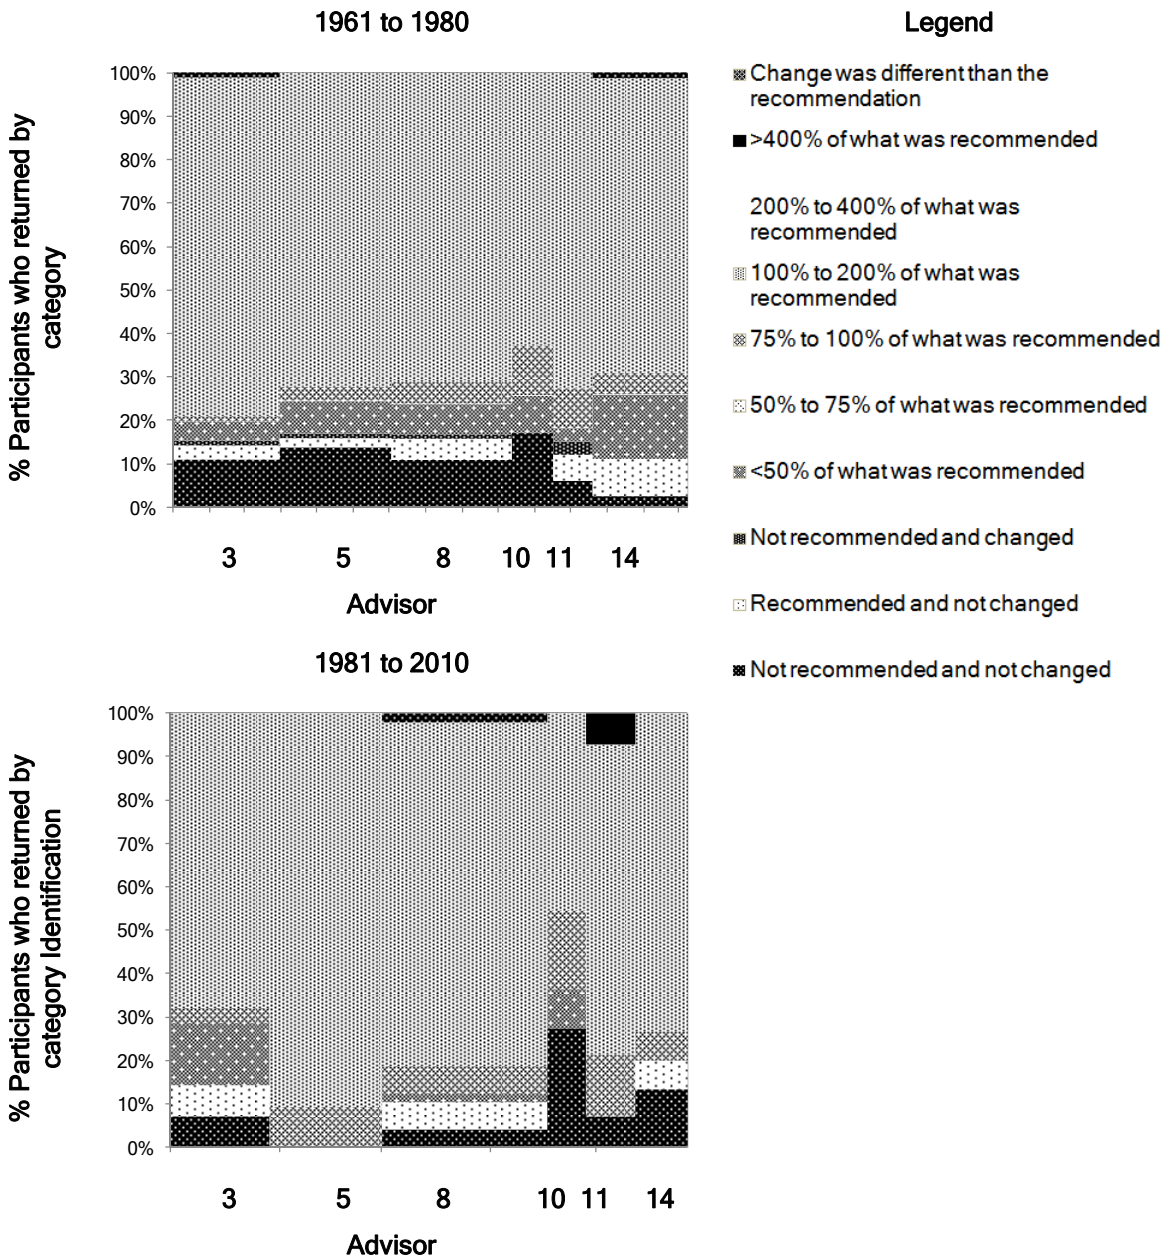 1961 to 1980
Legend
% Participants who returned by
category
100%
90%
80%
70%
60%
50%
40%
30%
20%
10%
0%
3 5 8 10 11 14
Advisor
Change was different than the
recommendation
>400% of what was recommended
200% to 400% of what was
recommended
100% to 200% of what was
recommended
75% to 100% of what was recommended
50% to 75% of what was recommended
<50% of what was recommended
Not recommended and changed
Recommended and not changed
Not recommended and not changed
1981 to 2010
% Participants who returned by
category Identification
100%
90%
80%
70%
60%
50%
40%
30%
20%
10%
0%
3 5 8 10 11 14
Advisor